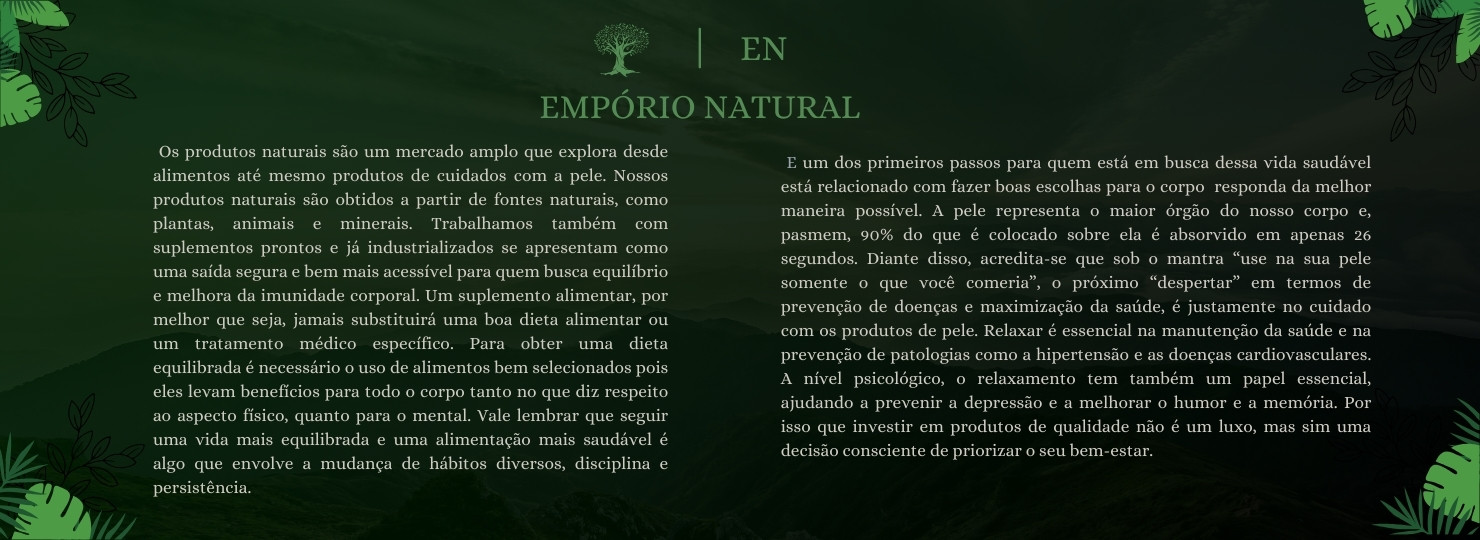 EN
EMPÓRIO NATURAL
Os produtos naturais são um mercado amplo que explora desde
alimentos até mesmo produtos de cuidados com a pele. Nossos
produtos naturais são obtidos a partir de fontes naturais, como
plantas, animais e minerais. Trabalhamos também com
suplementos prontos e já industrializados se apresentam como
uma saída segura e bem mais acessível para quem busca equilíbrio
e melhora da imunidade corporal. Um suplemento alimentar, por
melhor que seja, jamais substituirá uma boa dieta alimentar ou
um tratamento médico específico. Para obter uma dieta
equilibrada é necessário o uso de alimentos bem selecionados pois
eles levam benefícios para todo o corpo tanto no que diz respeito
ao aspecto físico, quanto para o mental. Vale lembrar que seguir
uma vida mais equilibrada e uma alimentação mais saudável é
algo que envolve a mudança de hábitos diversos, disciplina e
persistência.
E um dos primeiros passos para quem está em busca dessa vida saudável
está relacionado com fazer boas escolhas para o corpo responda da melhor
maneira possível. A pele representa o maior órgão do nosso corpo e,
pasmem, 90% do que é colocado sobre ela é absorvido em apenas 26
segundos. Diante disso, acredita-se que sob o mantra “use na sua pele
somente o que você comeria”, o próximo “despertar” em termos de
prevenção de doenças e maximização da saúde, é justamente no cuidado
com os produtos de pele. Relaxar é essencial na manutenção da saúde e na
prevenção de patologias como a hipertensão e as doenças cardiovasculares.
A nível psicológico, o relaxamento tem também um papel essencial,
ajudando a prevenir a depressão e a melhorar o humor e a memória. Por
isso que investir em produtos de qualidade não é um luxo, mas sim uma
decisão consciente de priorizar o seu bem-estar.